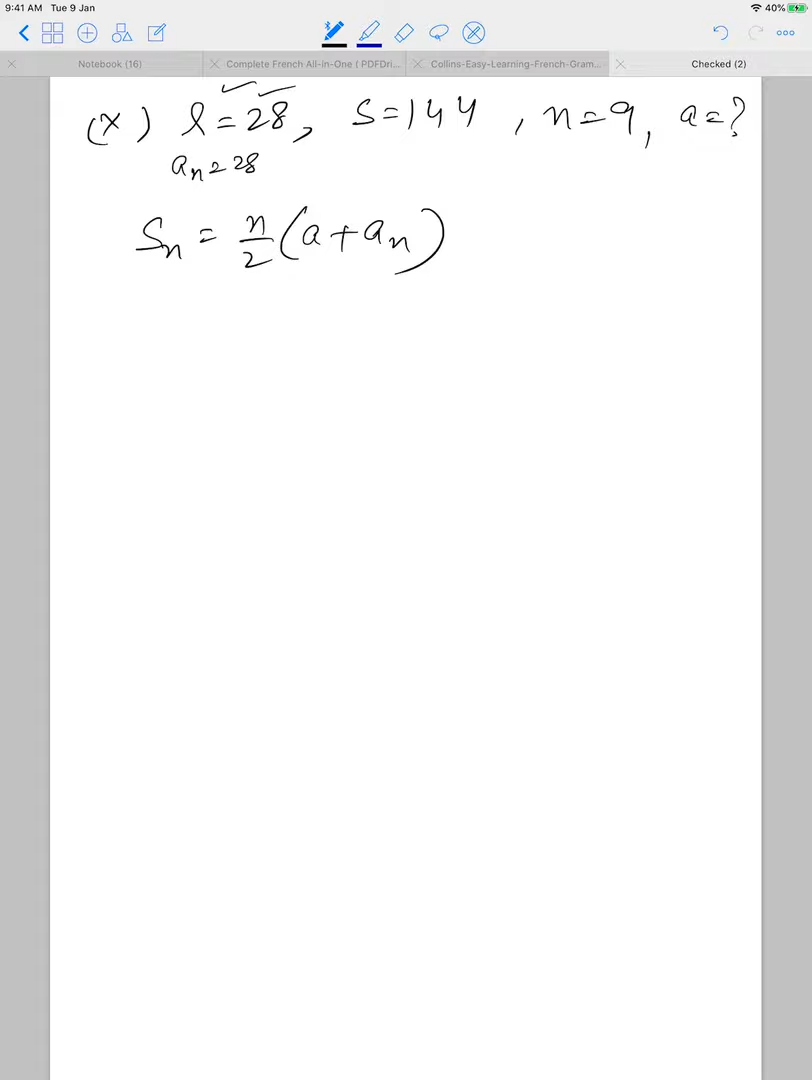 9:41 AM Tue 9 Jan 40%
Notebook (16) Complete French All-in-One ( PDFDri... Collins-Easy-Learning-French-Gram... Checked (2)
(x) l = 28, S = 144, n = 9, a = ?
aₙ = 28
Sₙ = n/2 (a + aₙ)